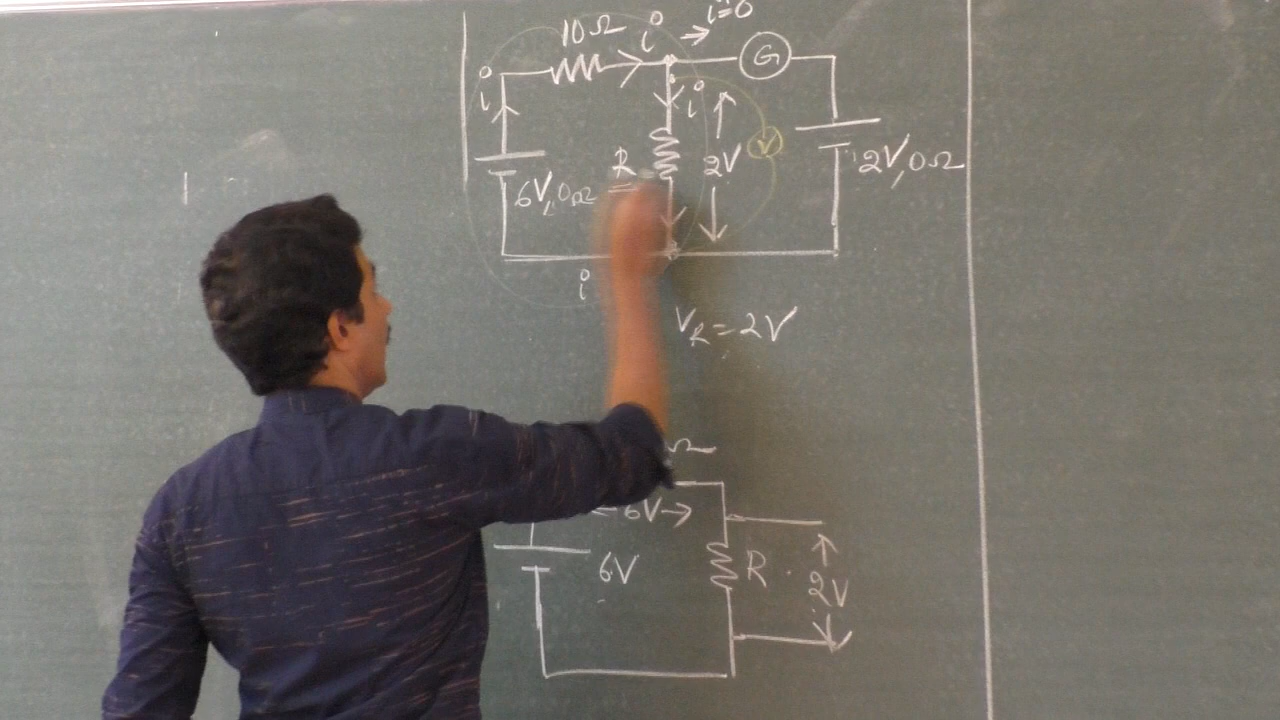 i=0
10Ω i
G
i
i
R
2V
V
2V,0Ω
6V,0Ω
i
V_R=2V
Ω
6V
6V
R
2V